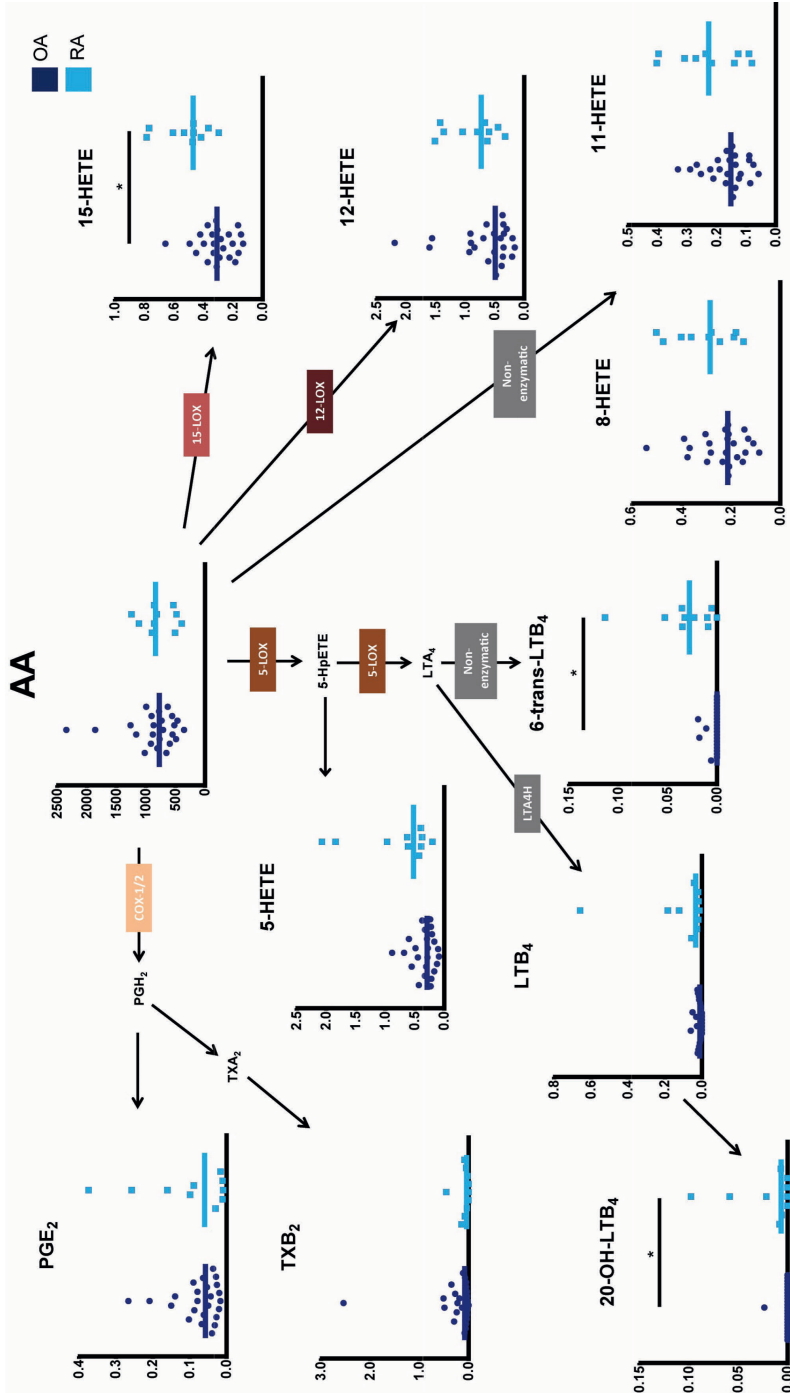 AA
2500
2000
1500
1000
500
0
OA
RA
COX-1/2
PGH₂
TXA₂
PGE₂
0.4
0.3
0.2
0.1
0.0
TXB₂
3.0
2.0
1.0
0.0
5-LOX
5-HpETE
5-LOX
LTA₄
Non-
enzymatic
LTA4H
5-HETE
2.5
2.0
1.5
1.0
0.5
0.0
LTB₄
0.8
0.6
0.4
0.2
0.0
20-OH-LTB₄
*
0.15
0.10
0.05
0.00
6-trans-LTB₄
*
0.15
0.10
0.05
0.00
15-LOX
15-HETE
*
1.0
0.8
0.6
0.4
0.2
0.0
12-LOX
12-HETE
2.5
2.0
1.5
1.0
0.5
0.0
Non-
enzymatic
8-HETE
0.6
0.4
0.2
0.0
11-HETE
0.5
0.4
0.3
0.2
0.1
0.0